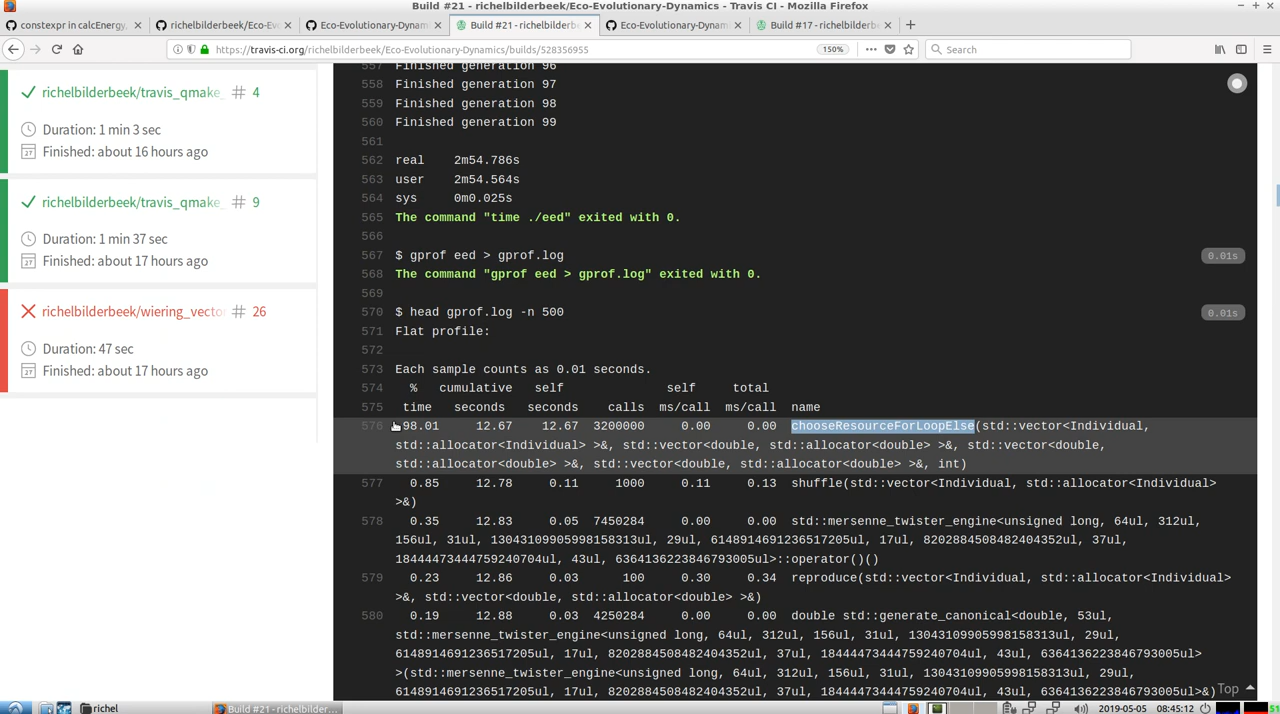 Build #21 - richelbilderbeek/Eco-Evolutionary-Dynamics - Travis CI - Mozilla Firefox
constexpr in calcEnergy,
richelbilderbeek/Eco-Ev
Eco-Evolutionary-Dynam
Build #21 - richelbilderbe
Eco-Evolutionary-Dynam
Build #17 - richelbilderbe
https://travis-ci.org/richelbilderbeek/Eco-Evolutionary-Dynamics/builds/528356955
150%
Search
richelbilderbeek/travis_qmake_ # 4
Duration: 1 min 3 sec
Finished: about 16 hours ago
richelbilderbeek/travis_qmake_ # 9
Duration: 1 min 37 sec
Finished: about 17 hours ago
richelbilderbeek/wiering_vector # 26
Duration: 47 sec
Finished: about 17 hours ago
557 Finished generation 96
558 Finished generation 97
559 Finished generation 98
560 Finished generation 99
561
562 real 2m54.786s
563 user 2m54.564s
564 sys 0m0.025s
565 The command "time ./eed" exited with 0.
566
567 $ gprof eed > gprof.log 0.01s
568 The command "gprof eed > gprof.log" exited with 0.
569
570 $ head gprof.log -n 500 0.01s
571 Flat profile:
572
573 Each sample counts as 0.01 seconds.
574 % cumulative self self total
575 time seconds seconds calls ms/call ms/call name
576 98.01 12.67 12.67 3200000 0.00 0.00 chooseResourceForLoopElse(std::vector<Individual,
std::allocator<Individual> >&, std::vector<double, std::allocator<double> >&, std::vector<double,
std::allocator<double> >&, std::vector<double, std::allocator<double> >&, int)
577 0.85 12.78 0.11 1000 0.11 0.13 shuffle(std::vector<Individual, std::allocator<Individual>
>&)
578 0.35 12.83 0.05 7450284 0.00 0.00 std::mersenne_twister_engine<unsigned long, 64ul, 312ul,
156ul, 31ul, 13043109905998158313ul, 29ul, 6148914691236517205ul, 17ul, 8202884508482404352ul, 37ul,
18444473444759240704ul, 43ul, 6364136223846793005ul>::operator()()
579 0.23 12.86 0.03 100 0.30 0.34 reproduce(std::vector<Individual, std::allocator<Individual>
>&, std::vector<double, std::allocator<double> >&)
580 0.19 12.88 0.03 4250284 0.00 0.00 double std::generate_canonical<double, 53ul,
std::mersenne_twister_engine<unsigned long, 64ul, 312ul, 156ul, 31ul, 13043109905998158313ul, 29ul,
6148914691236517205ul, 17ul, 8202884508482404352ul, 37ul, 18444473444759240704ul, 43ul, 6364136223846793005ul>
>(std::mersenne_twister_engine<unsigned long, 64ul, 312ul, 156ul, 31ul, 13043109905998158313ul, 29ul,
6148914691236517205ul, 17ul, 8202884508482404352ul, 37ul, 18444473444759240704ul, 43ul, 6364136223846793005ul>&)
Top
richel
Build #21 - richelbilder...
2019-05-05 08:45:12